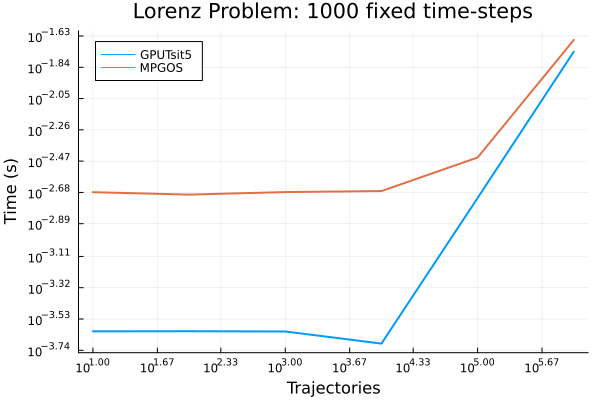 Lorenz Problem: 1000 fixed time-steps
GPUTsit5
MPGOS
Time (s)
10^-1.63
10^-1.84
10^-2.05
10^-2.26
10^-2.47
10^-2.68
10^-2.89
10^-3.11
10^-3.32
10^-3.53
10^-3.74
10^1.00 10^1.67 10^2.33 10^3.00 10^3.67 10^4.33 10^5.00 10^5.67
Trajectories